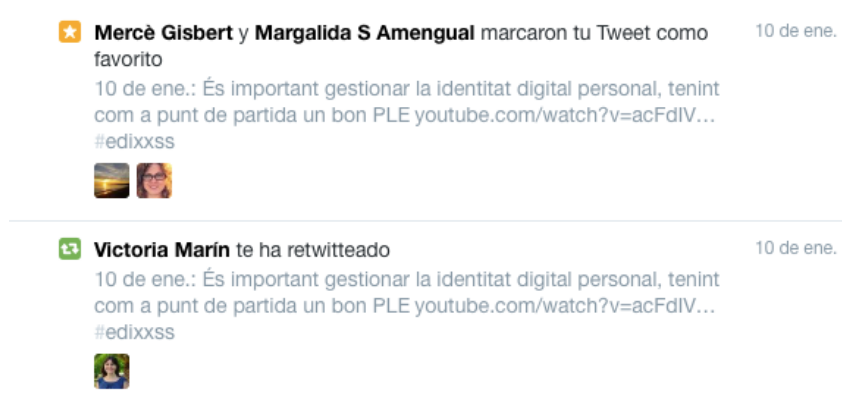 Mercè Gisbert y Margalida S Amengual marcaron tu Tweet como 10 de ene.
favorito
10 de ene.: És important gestionar la identitat digital personal, tenint
com a punt de partida un bon PLE youtube.com/watch?v=acFdIV…
#edixxss
Victoria Marín te ha retwitteado 10 de ene.
10 de ene.: És important gestionar la identitat digital personal, tenint
com a punt de partida un bon PLE youtube.com/watch?v=acFdIV…
#edixxss